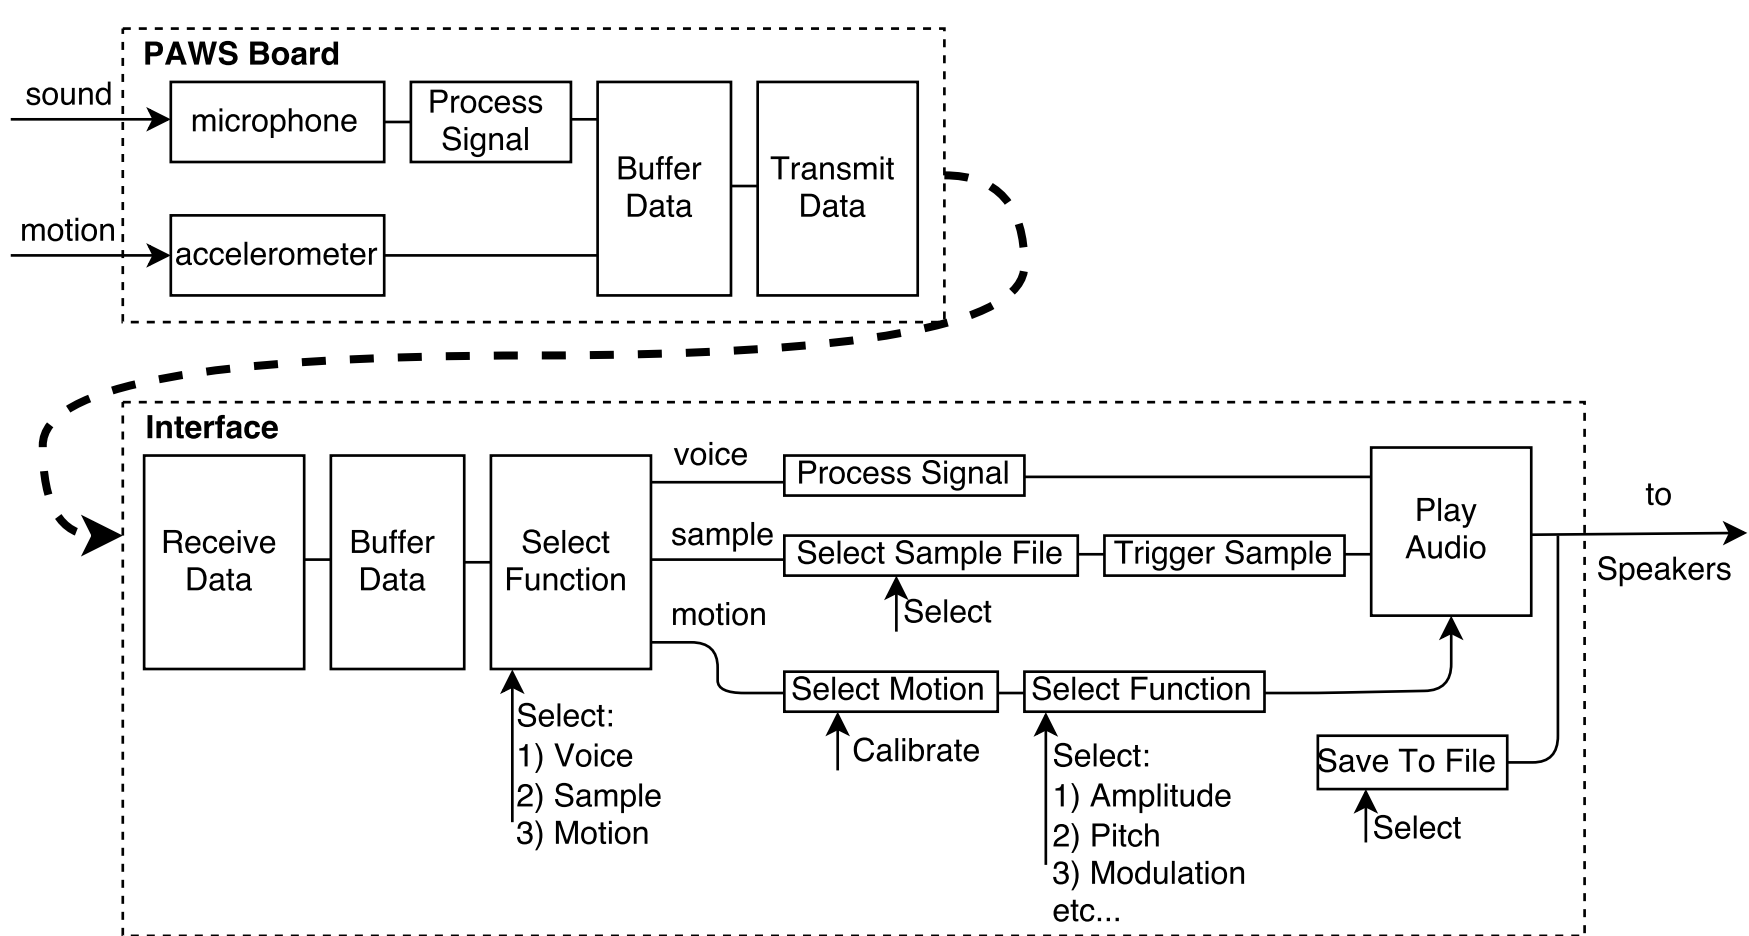 PAWS Board
sound
microphone
Process
Signal
Buffer
Data
Transmit
Data
motion
accelerometer
Interface
Receive
Data
Buffer
Data
Select
Function
voice
Process Signal
sample
Select Sample File
Trigger Sample
Select
motion
Select Motion
Select Function
Play
Audio
to
Speakers
Select:
1) Voice
2) Sample
3) Motion
Calibrate
Select:
1) Amplitude
2) Pitch
3) Modulation
etc...
Save To File
Select